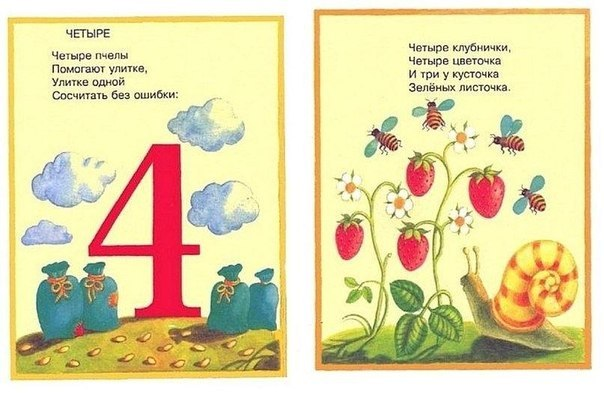 ЧЕТЫРЕ
Четыре пчелы
Помогают улитке,
Улитке одной
Сосчитать без ошибки:
4
Четыре клубнички,
Четыре цветочка
И три у кусточка
Зелёных листочка.